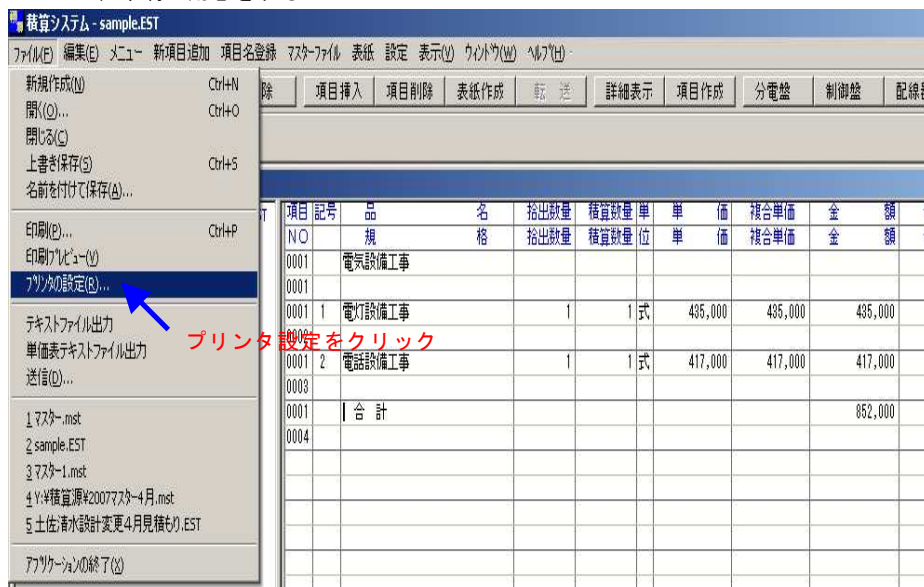 積算システム - sample.EST
ファイル(F) 編集(E) メニュー 新項目追加 項目名登録 マスターファイル 表紙 設定 表示(V) ウィンドウ(W) ヘルプ(H)
除 項目挿入 項目削除 表紙作成 転 送 詳細表示 項目作成 分電盤 制御盤 配線
新規作成(N) Ctrl+N
開く(O)... Ctrl+O
閉じる(C)
上書き保存(S) Ctrl+S
名前を付けて保存(A)...
印刷(P)... Ctrl+P
印刷プレビュー(V)
プリンタの設定(R)...
テキストファイル出力
単価表テキストファイル出力
送信(D)...
1 マスター.mst
2 sample.EST
3 マスター1.mst
4 Y:¥積算源¥2007マスター4月.mst
5 土佐清水設計変更4月見積もり.EST
アプリケーションの終了(X)
プリンタ設定をクリック
項目 記号 品 名 拾出数量 積算数量 単 単 価 複合単価 金 額
NO 規 格 拾出数量 積算数量 位 単 価 複合単価 金 額
0001 電気設備工事
0001
0001 1 電灯設備工事 1 1 式 435,000 435,000 435,000
0002
0001 2 電話設備工事 1 1 式 417,000 417,000 417,000
0003
0001 合 計 852,000
0004